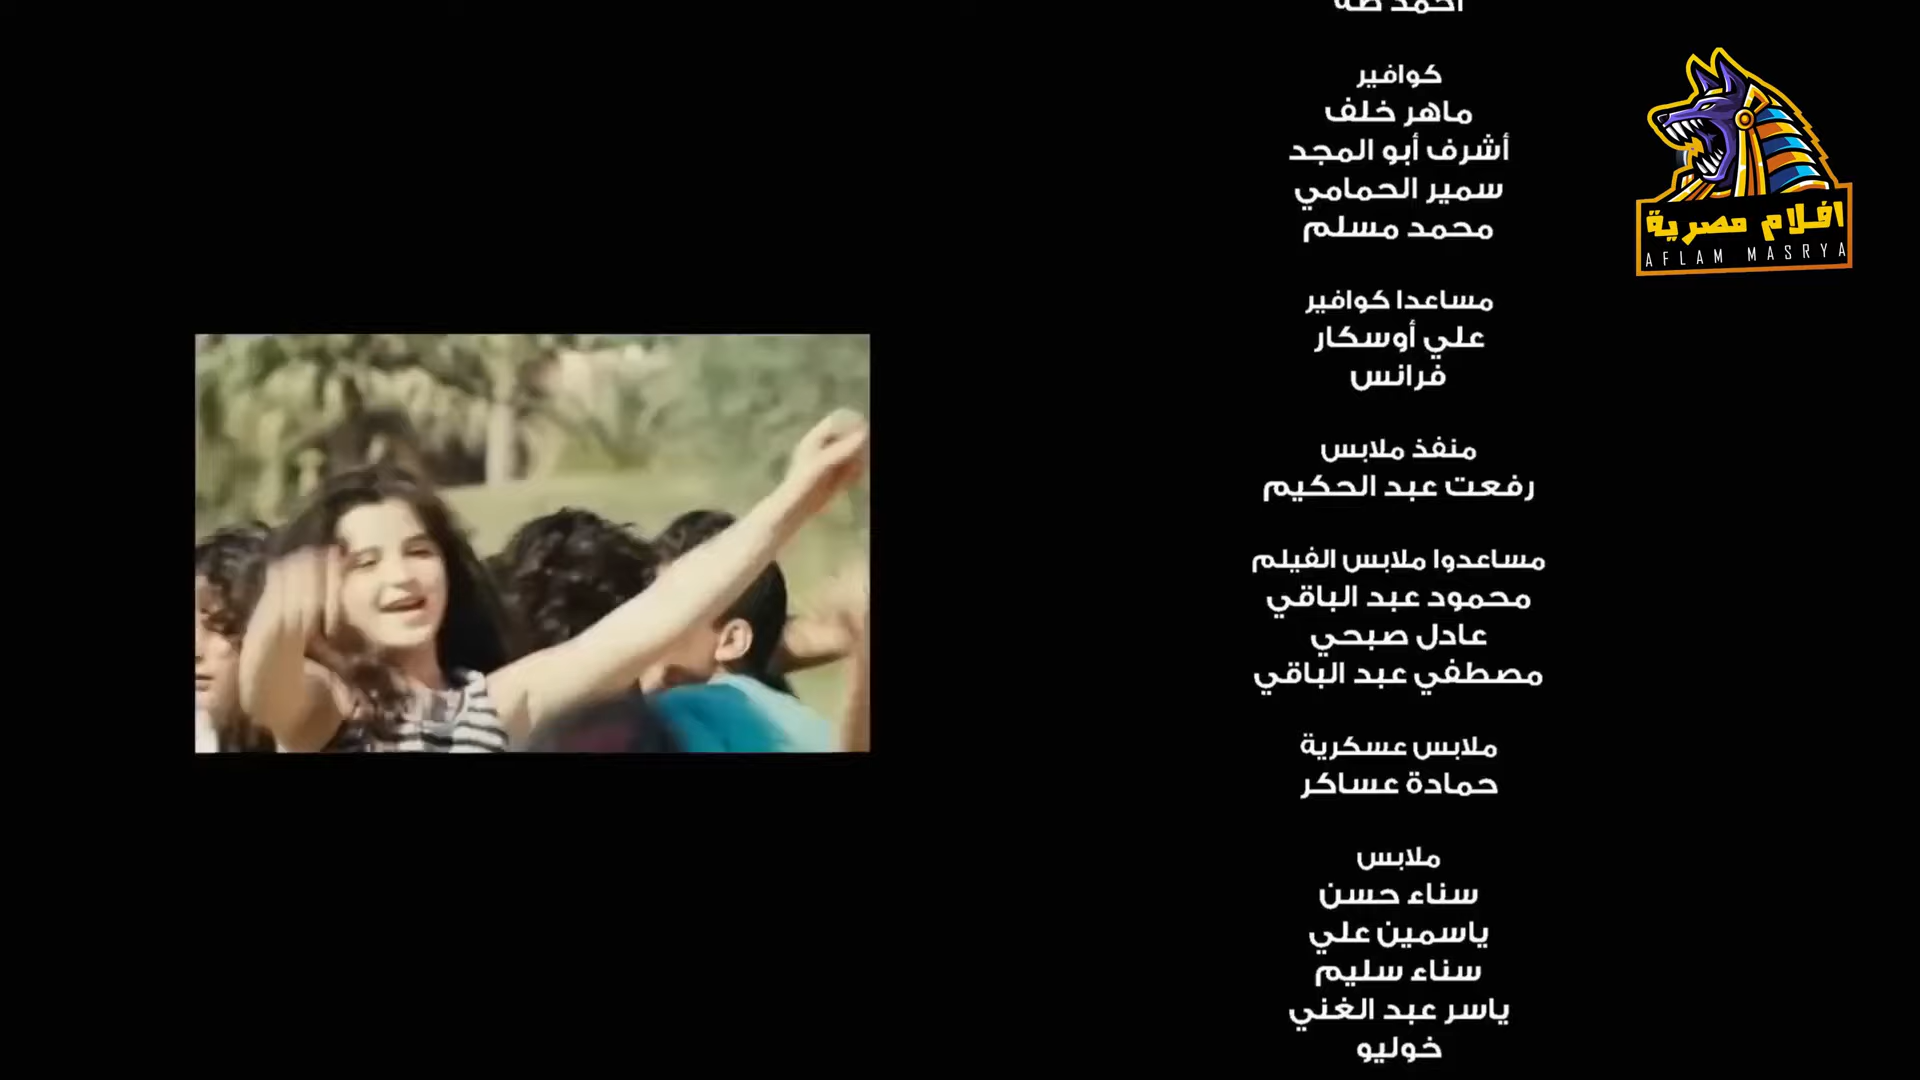 أحمد طه
كوافير
ماهر خلف
أشرف أبو المجد
سمير الحمامي
محمد مسلم
مساعدا كوافير
علي أوسكار
فرانس
منفذ ملابس
رفعت عبد الحكيم
مساعدوا ملابس الفيلم
محمود عبد الباقي
عادل صبحي
مصطفي عبد الباقي
ملابس عسكرية
حمادة عساكر
ملابس
سناء حسن
ياسمين علي
سناء سليم
ياسر عبد الغني
خوليو
افلام مصرية
AFLAM MASRYA